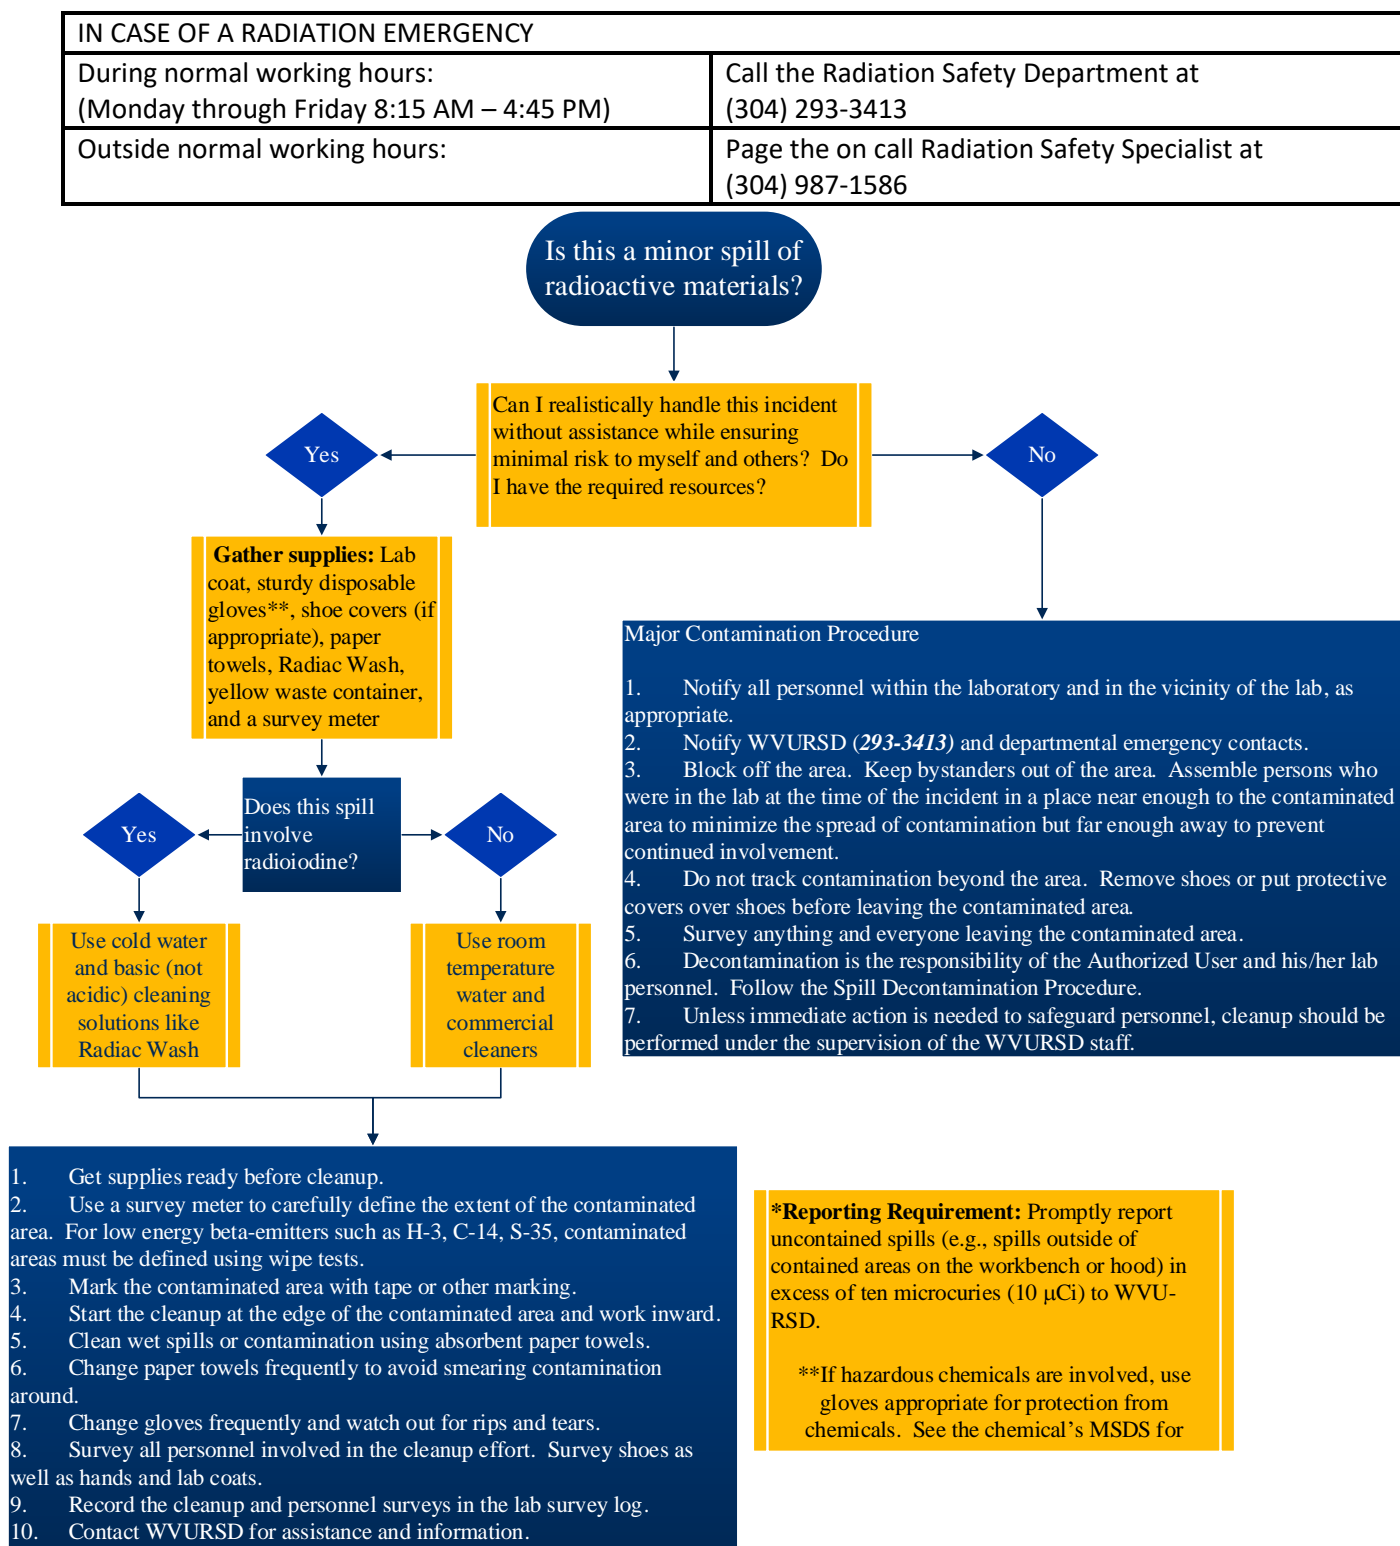 IN CASE OF A RADIATION EMERGENCY
During normal working hours:
(Monday through Friday 8:15 AM – 4:45 PM)
Call the Radiation Safety Department at
(304) 293-3413
Outside normal working hours:
Page the on call Radiation Safety Specialist at
(304) 987-1586
Is this a minor spill of
radioactive materials?
Can I realistically handle this incident
without assistance while ensuring
minimal risk to myself and others?  Do
I have the required resources?
Yes
No
Gather supplies: Lab
coat, sturdy disposable
gloves**, shoe covers (if
appropriate), paper
towels, Radiac Wash,
yellow waste container,
and a survey meter
Does this spill
involve
radioiodine?
Yes
No
Use cold water
and basic (not
acidic) cleaning
solutions like
Radiac Wash
Use room
temperature
water and
commercial
cleaners
Major Contamination Procedure
1. Notify all personnel within the laboratory and in the vicinity of the lab, as
appropriate.
2. Notify WVURSD (293-3413) and departmental emergency contacts.
3. Block off the area.  Keep bystanders out of the area.  Assemble persons who
were in the lab at the time of the incident in a place near enough to the contaminated
area to minimize the spread of contamination but far enough away to prevent
continued involvement.
4. Do not track contamination beyond the area.  Remove shoes or put protective
covers over shoes before leaving the contaminated area.
5. Survey anything and everyone leaving the contaminated area.
6. Decontamination is the responsibility of the Authorized User and his/her lab
personnel.  Follow the Spill Decontamination Procedure.
7. Unless immediate action is needed to safeguard personnel, cleanup should be
performed under the supervision of the WVURSD staff.
1. Get supplies ready before cleanup.
2. Use a survey meter to carefully define the extent of the contaminated
area.  For low energy beta-emitters such as H-3, C-14, S-35, contaminated
areas must be defined using wipe tests.
3. Mark the contaminated area with tape or other marking.
4. Start the cleanup at the edge of the contaminated area and work inward.
5. Clean wet spills or contamination using absorbent paper towels.
6. Change paper towels frequently to avoid smearing contamination
around.
7. Change gloves frequently and watch out for rips and tears.
8. Survey all personnel involved in the cleanup effort.  Survey shoes as
well as hands and lab coats.
9. Record the cleanup and personnel surveys in the lab survey log.
10. Contact WVURSD for assistance and information.
*Reporting Requirement: Promptly report
uncontained spills (e.g., spills outside of
contained areas on the workbench or hood) in
excess of ten microcuries (10 μCi) to WVU-
RSD.
**If hazardous chemicals are involved, use
gloves appropriate for protection from
chemicals.  See the chemical’s MSDS for